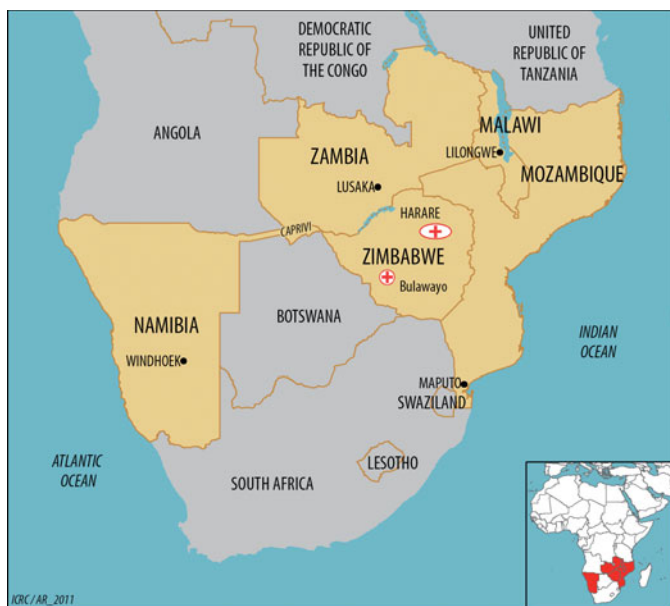 DEMOCRATIC
REPUBLIC OF
THE CONGO
UNITED
REPUBLIC OF
TANZANIA
ANGOLA
MALAWI
ZAMBIA
LILONGWE
LUSAKA
MOZAMBIQUE
HARARE
CAPRIVI
ZIMBABWE
Bulawayo
BOTSWANA
NAMIBIA
INDIAN
OCEAN
WINDHOEK
MAPUTO
SWAZILAND
ATLANTIC
OCEAN
LESOTHO
SOUTH AFRICA
ICRC / AR_2011